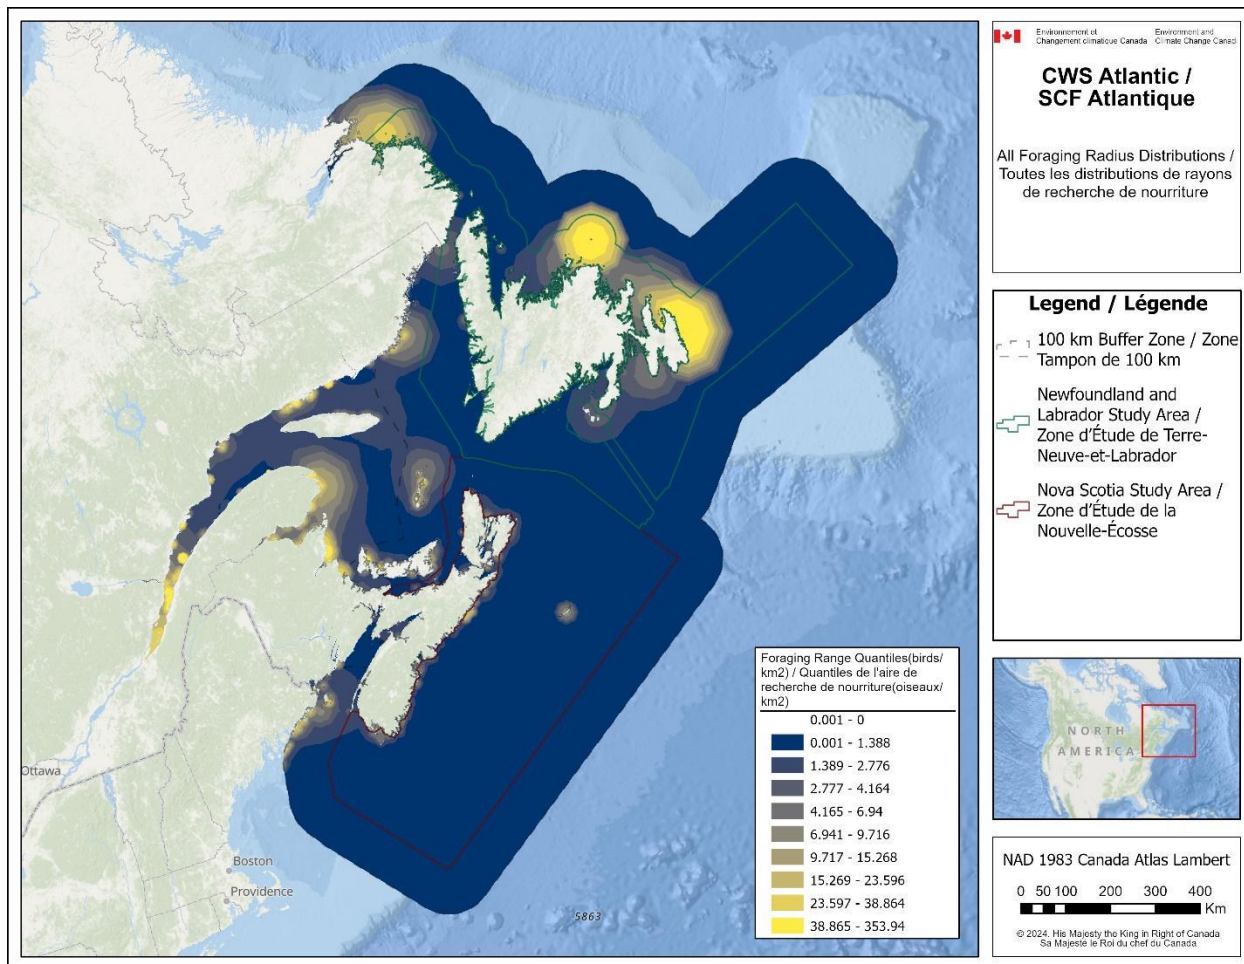 Environnement et
Changement climatique Canada
Environment and
Climate Change Canad
CWS Atlantic /
SCF Atlantique
All Foraging Radius Distributions /
Toutes les distributions de rayons
de recherche de nourriture
Legend / Légende
100 km Buffer Zone / Zone
Tampon de 100 km
Newfoundland and
Labrador Study Area /
Zone d'Étude de Terre-
Neuve-et-Labrador
Nova Scotia Study Area /
Zone d'Étude de la
Nouvelle-Écosse
Foraging Range Quantiles(birds/
km2) / Quantiles de l'aire de
recherche de nourriture(oiseaux/
km2)
0.001 - 0
0.001 - 1.388
1.389 - 2.776
2.777 - 4.164
4.165 - 6.94
6.941 - 9.716
9.717 - 15.268
15.269 - 23.596
23.597 - 38.864
38.865 - 353.94
Ottawa
Boston
Providence
5863
NORTH
AMERICA
NAD 1983 Canada Atlas Lambert
0 50 100 200 300 400
Km
© 2024. His Majesty the King in Right of Canada
Sa Majesté le Roi du chef du Canada